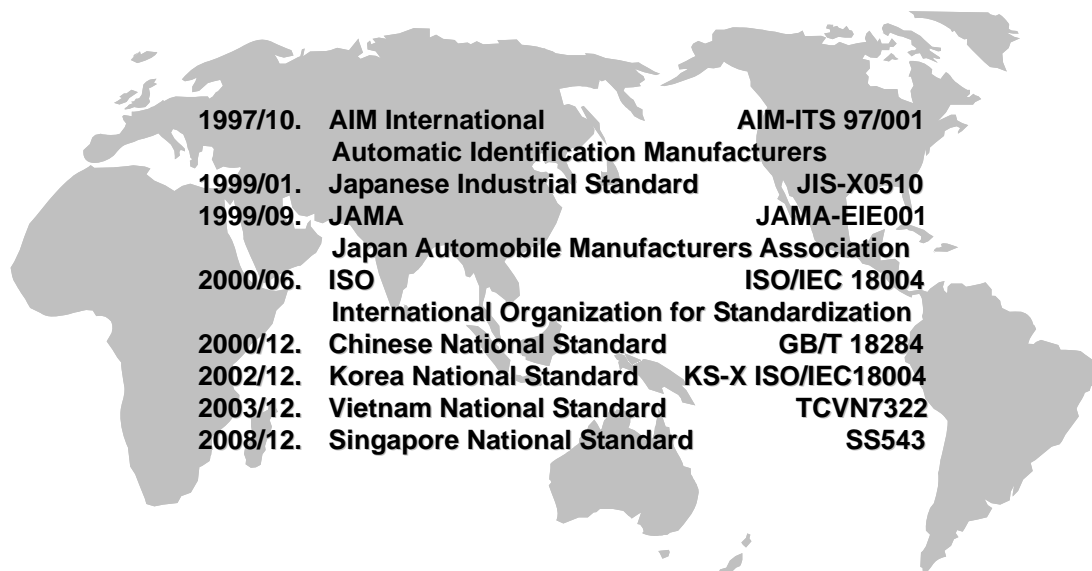 1997/10. AIM International AIM-ITS 97/001
Automatic Identification Manufacturers
1999/01. Japanese Industrial Standard JIS-X0510
1999/09. JAMA JAMA-EIE001
Japan Automobile Manufacturers Association
2000/06. ISO ISO/IEC 18004
International Organization for Standardization
2000/12. Chinese National Standard GB/T 18284
2002/12. Korea National Standard KS-X ISO/IEC18004
2003/12. Vietnam National Standard TCVN7322
2008/12. Singapore National Standard SS543